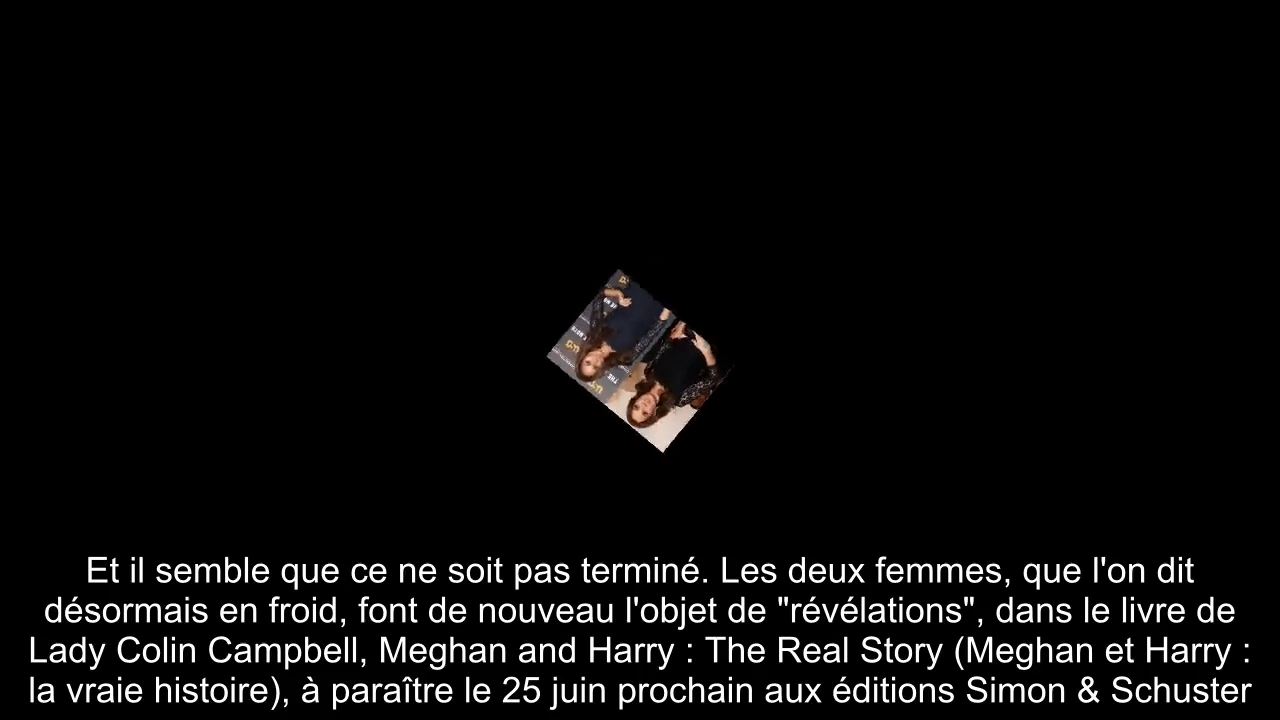 Et il semble que ce ne soit pas terminé. Les deux femmes, que l'on dit
désormais en froid, font de nouveau l'objet de "révélations", dans le livre de
Lady Colin Campbell, Meghan and Harry : The Real Story (Meghan et Harry :
la vraie histoire), à paraître le 25 juin prochain aux éditions Simon & Schuster